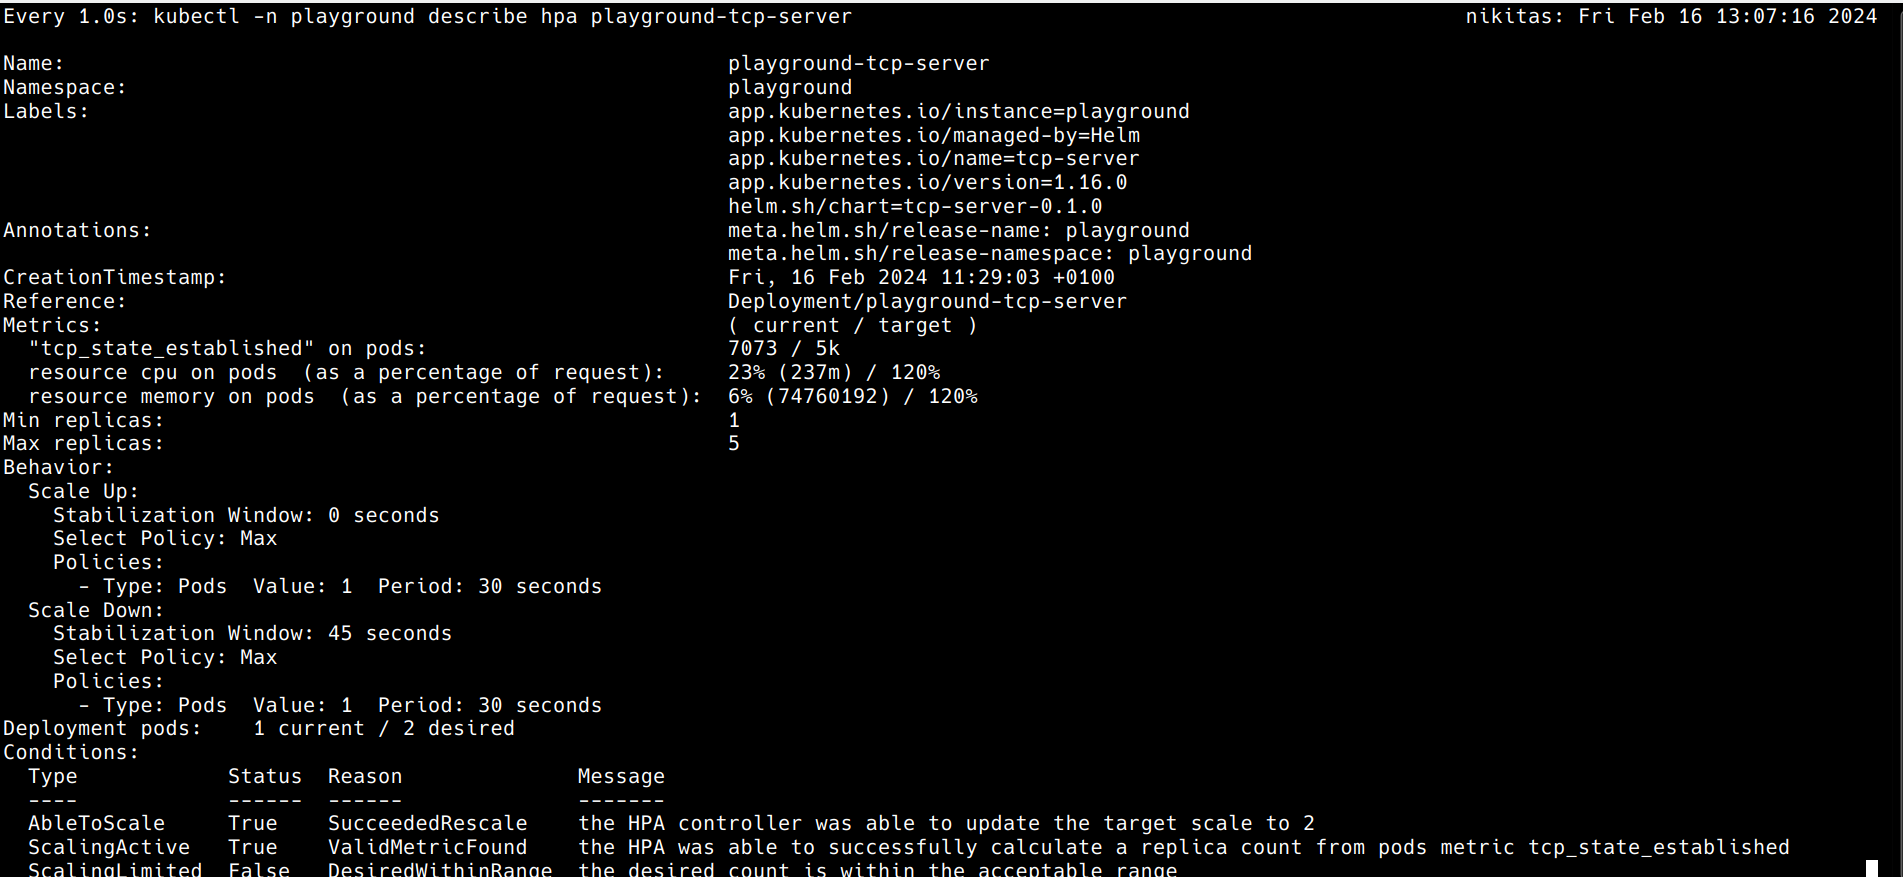 Every 1.0s: kubectl -n playground describe hpa playground-tcp-server nikitas: Fri Feb 16 13:07:16 2024
Name: playground-tcp-server
Namespace: playground
Labels: app.kubernetes.io/instance=playground
app.kubernetes.io/managed-by=Helm
app.kubernetes.io/name=tcp-server
app.kubernetes.io/version=1.16.0
helm.sh/chart=tcp-server-0.1.0
Annotations: meta.helm.sh/release-name: playground
meta.helm.sh/release-namespace: playground
CreationTimestamp: Fri, 16 Feb 2024 11:29:03 +0100
Reference: Deployment/playground-tcp-server
Metrics: ( current / target )
"tcp_state_established" on pods: 7073 / 5k
resource cpu on pods (as a percentage of request): 23% (237m) / 120%
resource memory on pods (as a percentage of request): 6% (74760192) / 120%
Min replicas: 1
Max replicas: 5
Behavior:
Scale Up:
Stabilization Window: 0 seconds
Select Policy: Max
Policies:
- Type: Pods Value: 1 Period: 30 seconds
Scale Down:
Stabilization Window: 45 seconds
Select Policy: Max
Policies:
- Type: Pods Value: 1 Period: 30 seconds
Deployment pods: 1 current / 2 desired
Conditions:
Type Status Reason Message
---- ------ ------ -------
AbleToScale True SucceededRescale the HPA controller was able to update the target scale to 2
ScalingActive True ValidMetricFound the HPA was able to successfully calculate a replica count from pods metric tcp_state_established
ScalingLimited False DesiredWithinRange the desired count is within the acceptable range